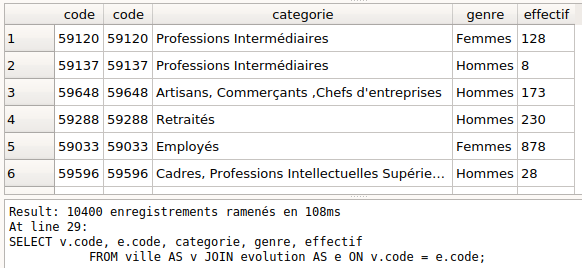 code code categorie genre effectif
1 59120 59120 Professions Intermédiaires Femmes 128
2 59137 59137 Professions Intermédiaires Hommes 8
3 59648 59648 Artisans, Commerçants ,Chefs d'entreprises Hommes 173
4 59288 59288 Retraités Hommes 230
5 59033 59033 Employés Femmes 878
6 59596 59596 Cadres, Professions Intellectuelles Supérie... Hommes 28
Result: 10400 enregistrements ramenés en 108ms
At line 29:
SELECT v.code, e.code, categorie, genre, effectif
FROM ville AS v JOIN evolution AS e ON v.code = e.code;